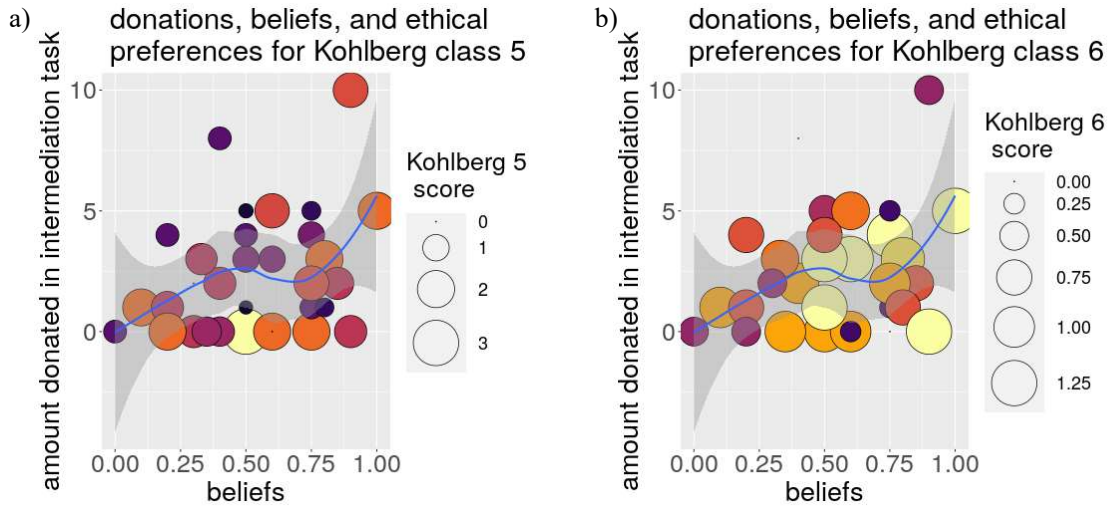 a)
donations, beliefs, and ethical
preferences for Kohlberg class 5
amount donated in intermediation task
10
5
0
0.00 0.25 0.50 0.75 1.00
beliefs
Kohlberg 5
score
0
1
2
3
b)
donations, beliefs, and ethical
preferences for Kohlberg class 6
amount donated in intermediation task
10
5
0
0.00 0.25 0.50 0.75 1.00
beliefs
Kohlberg 6
score
0.00
0.25
0.50
0.75
1.00
1.25